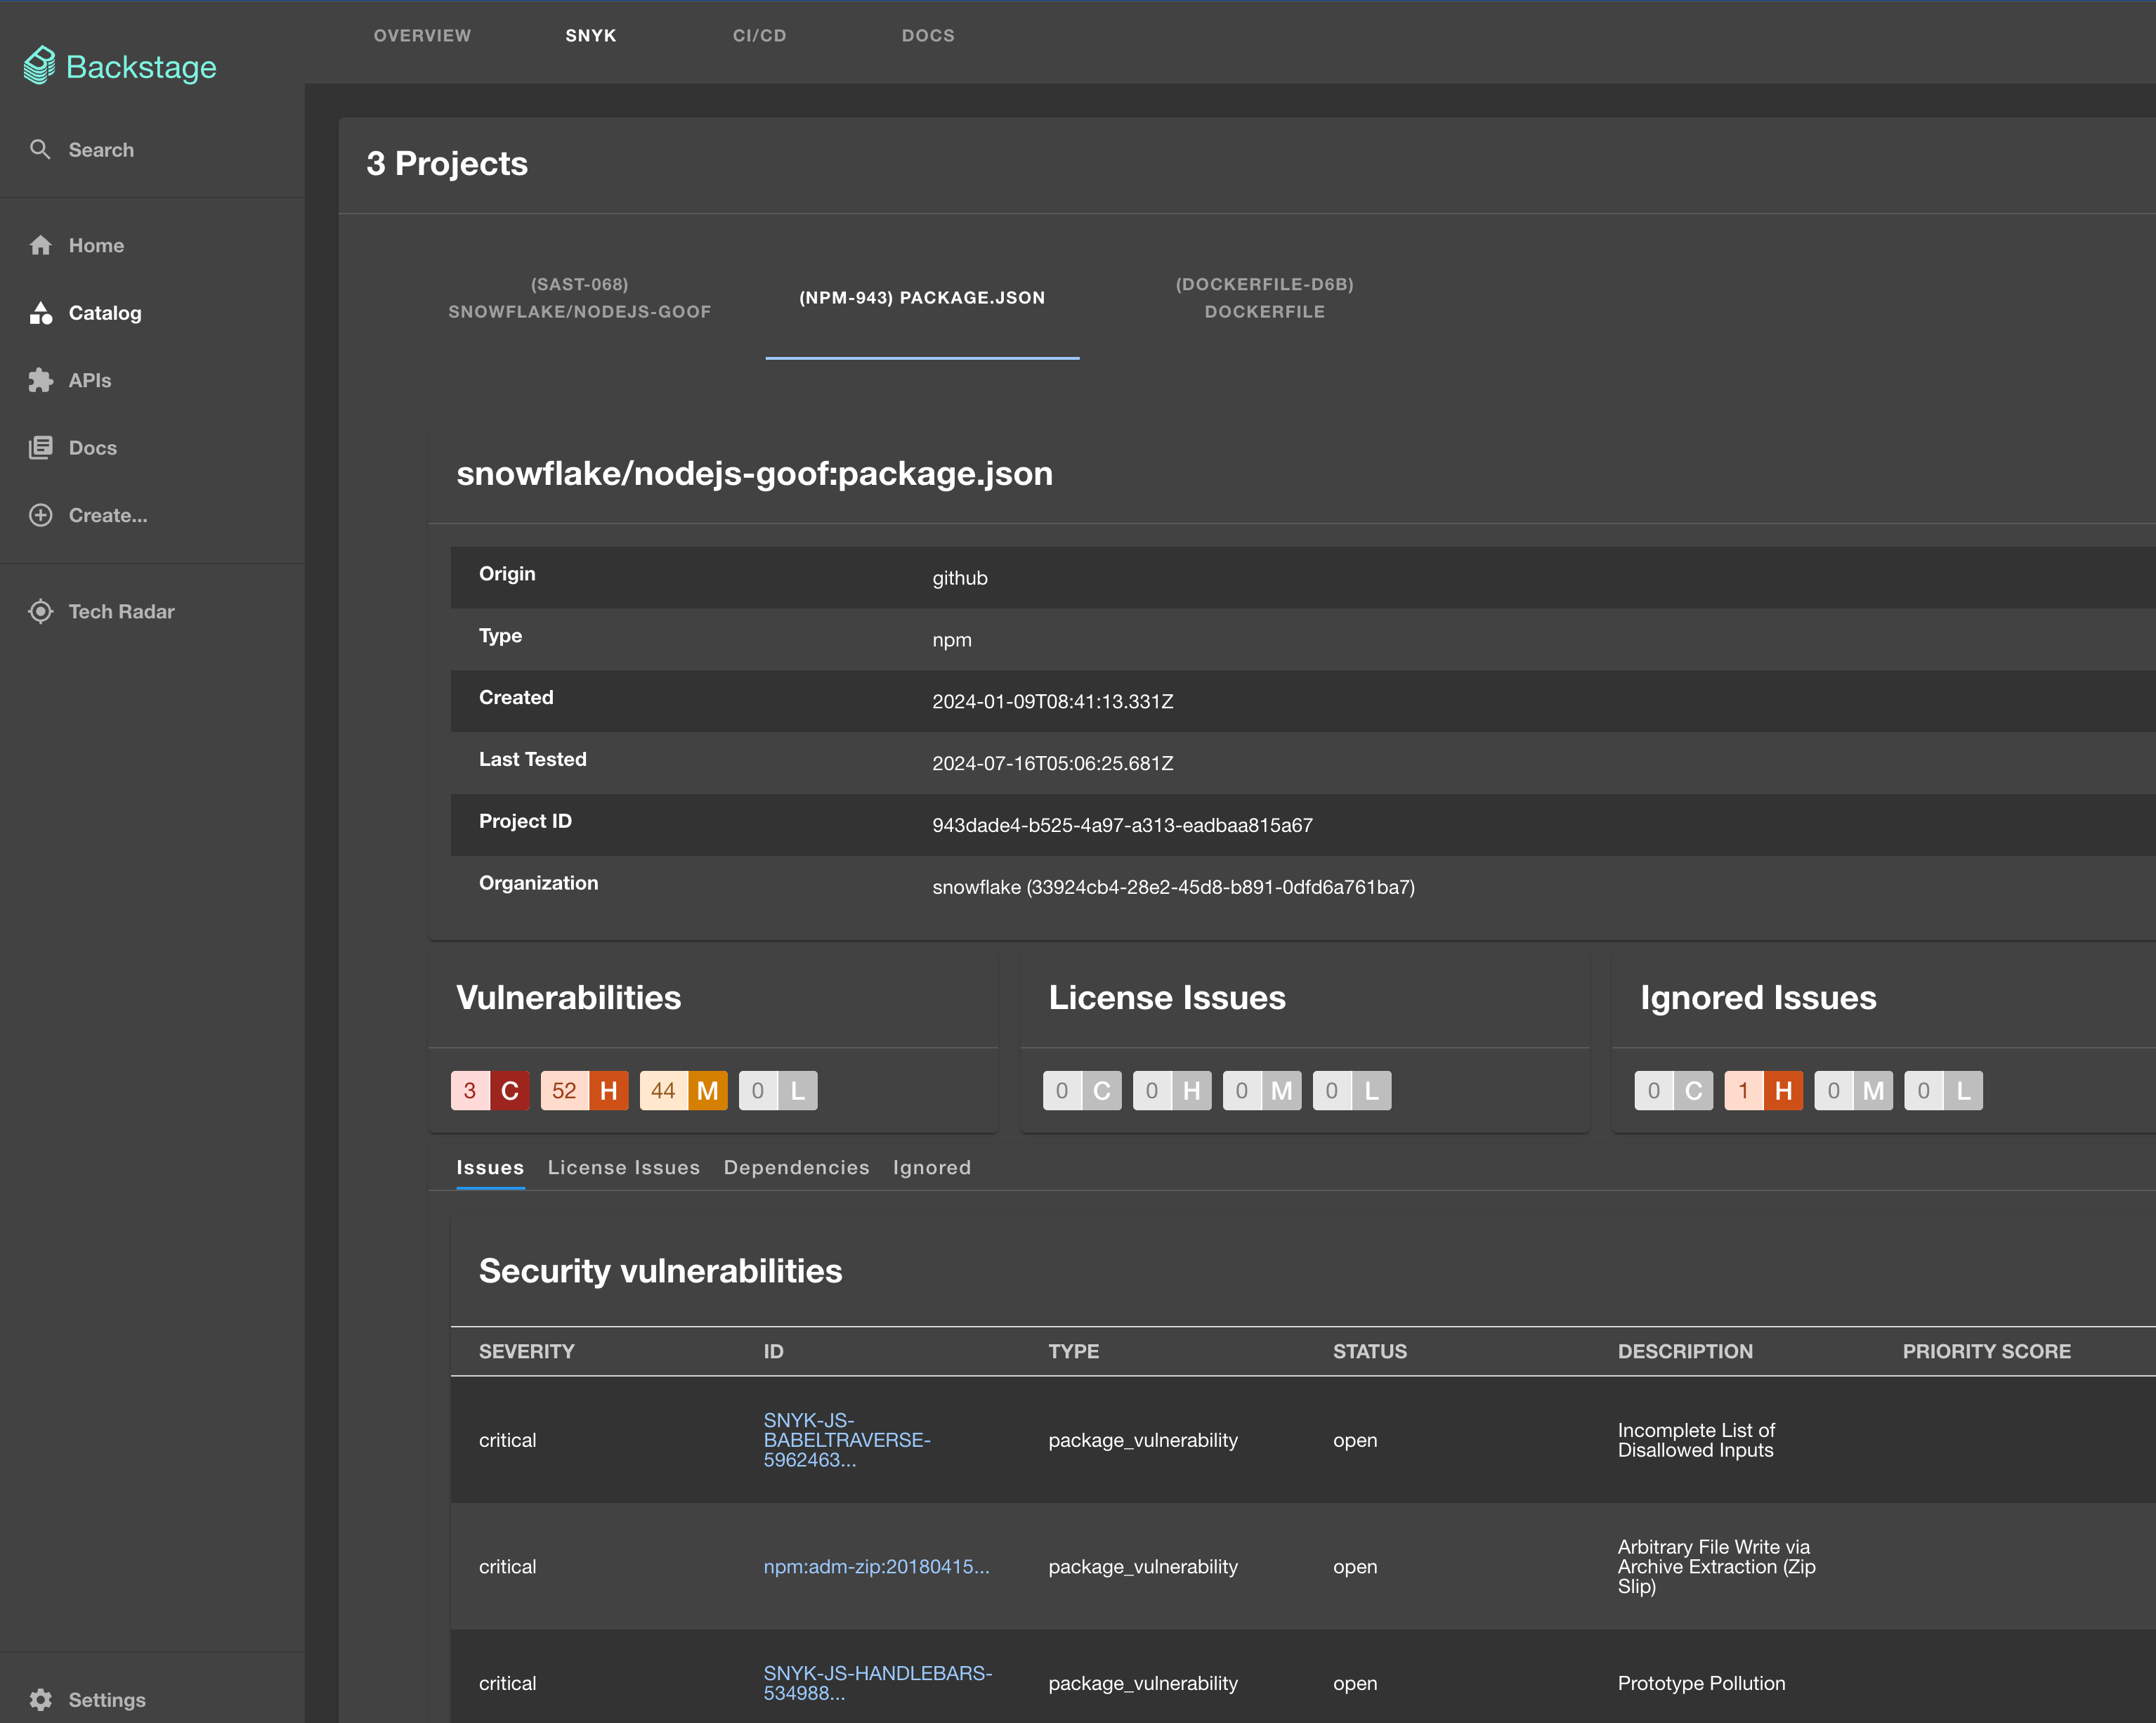 Backstage
Search
Home
Catalog
APIs
Docs
Create...
Tech Radar
Settings
OVERVIEW SNYK CI/CD DOCS
3 Projects
(SAST-068)
SNOWFLAKE/NODEJS-GOOF
(NPM-943) PACKAGE.JSON
(DOCKERFILE-D6B)
DOCKERFILE
snowflake/nodejs-goof:package.json
Origin github
Type npm
Created 2024-01-09T08:41:13.331Z
Last Tested 2024-07-16T05:06:25.681Z
Project ID 943dade4-b525-4a97-a313-eadbaa815a67
Organization snowflake (33924cb4-28e2-45d8-b891-0dfd6a761ba7)
Vulnerabilities
3 C 52 H 44 M 0 L
License Issues
0 C 0 H 0 M 0 L
Ignored Issues
0 C 1 H 0 M 0 L
Issues License Issues Dependencies Ignored
Security vulnerabilities
SEVERITY ID TYPE STATUS DESCRIPTION PRIORITY SCORE
critical
SNYK-JS-
BABELTRAVERSE-
5962463...
package_vulnerability
open
Incomplete List of
Disallowed Inputs
critical
npm:adm-zip:20180415...
package_vulnerability
open
Arbitrary File Write via
Archive Extraction (Zip
Slip)
critical
SNYK-JS-HANDLEBARS-
534988...
package_vulnerability
open
Prototype Pollution